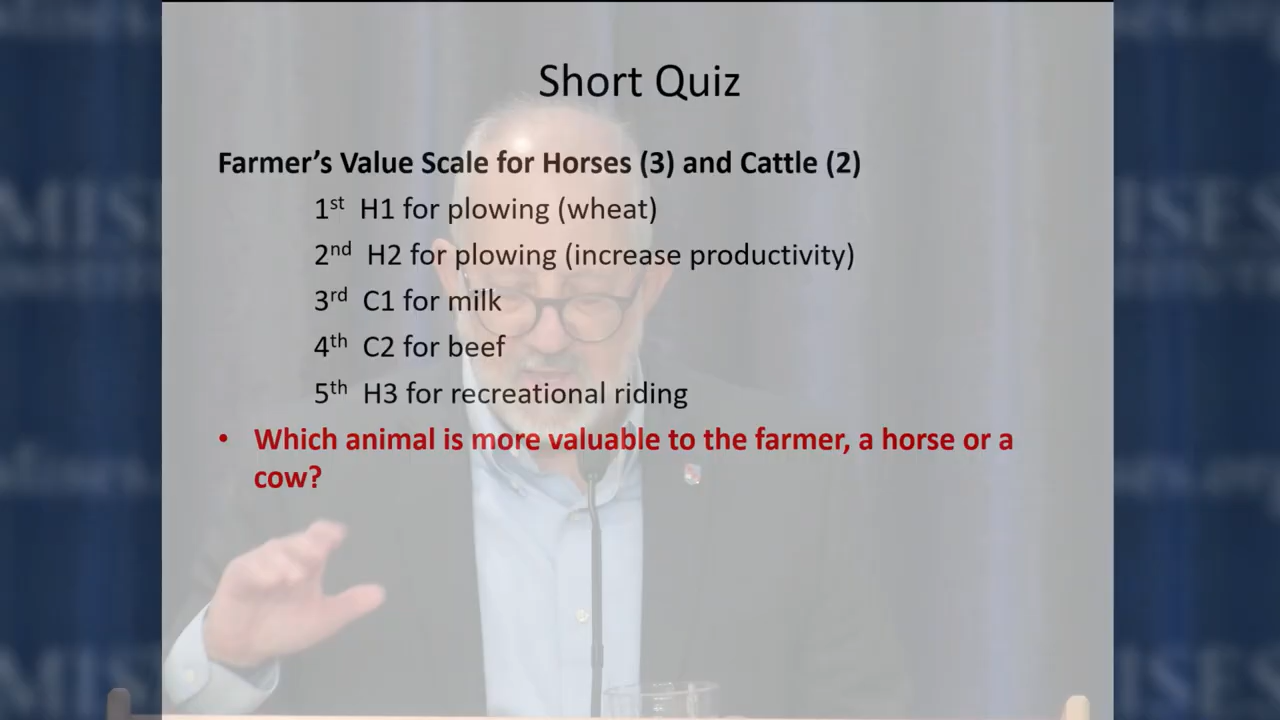 Short Quiz
Farmer's Value Scale for Horses (3) and Cattle (2)
1st H1 for plowing (wheat)
2nd H2 for plowing (increase productivity)
3rd C1 for milk
4th C2 for beef
5th H3 for recreational riding
• Which animal is more valuable to the farmer, a horse or a
cow?